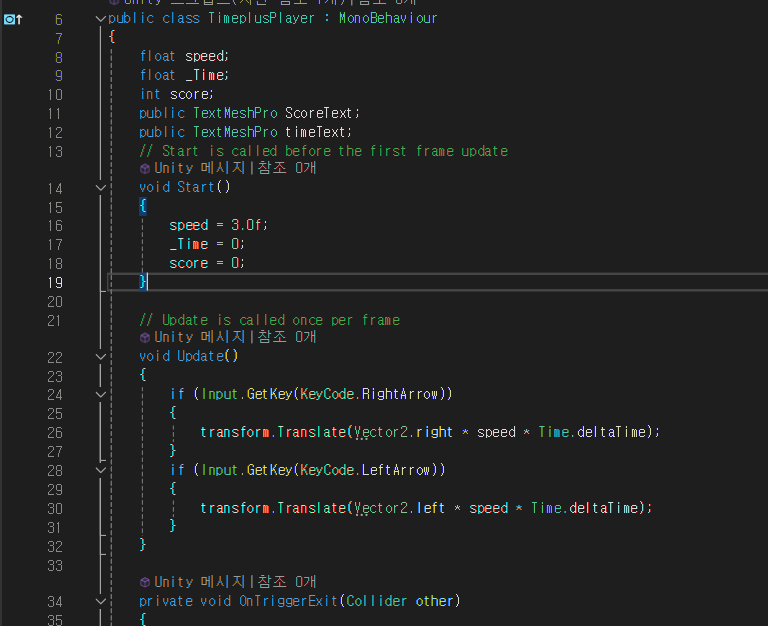 6 public class TimeplusPlayer : MonoBehaviour
7 {
8 float speed;
9 float _Time;
10 int score;
11 public TextMeshPro ScoreText;
12 public TextMeshPro timeText;
13 // Start is called before the first frame update
Unity 메시지|참조 0개
14 void Start()
15 {
16 speed = 3.0f;
17 _Time = 0;
18 score = 0;
19 }
20
21 // Update is called once per frame
Unity 메시지|참조 0개
22 void Update()
23 {
24 if (Input.GetKey(KeyCode.RightArrow))
25 {
26 transform.Translate(Vector2.right * speed * Time.deltaTime);
27 }
28 if (Input.GetKey(KeyCode.LeftArrow))
29 {
30 transform.Translate(Vector2.left * speed * Time.deltaTime);
31 }
32 }
33
Unity 메시지|참조 0개
34 private void OnTriggerExit(Collider other)
35 {